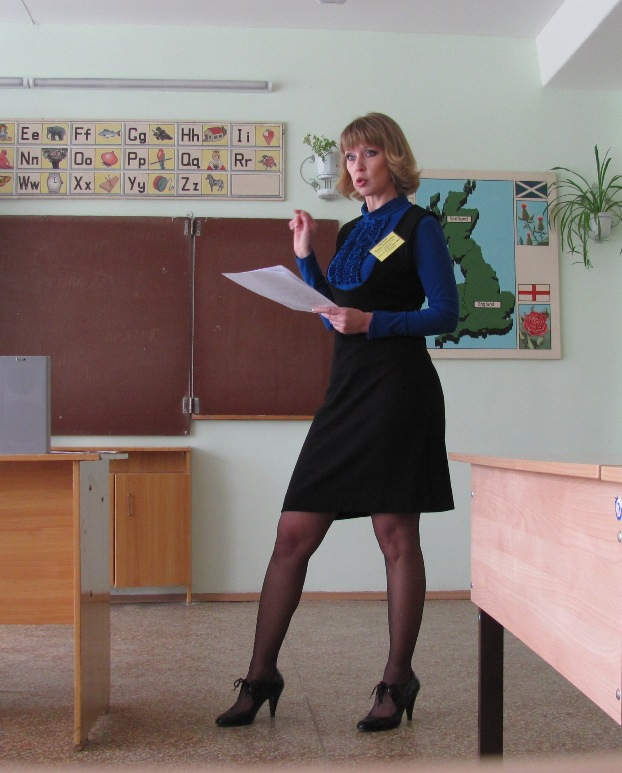 Ee Ff Gg Hh Ii
Nn Oo Pp Qq Rr
Ww Xx Yy Zz
Scotland
England